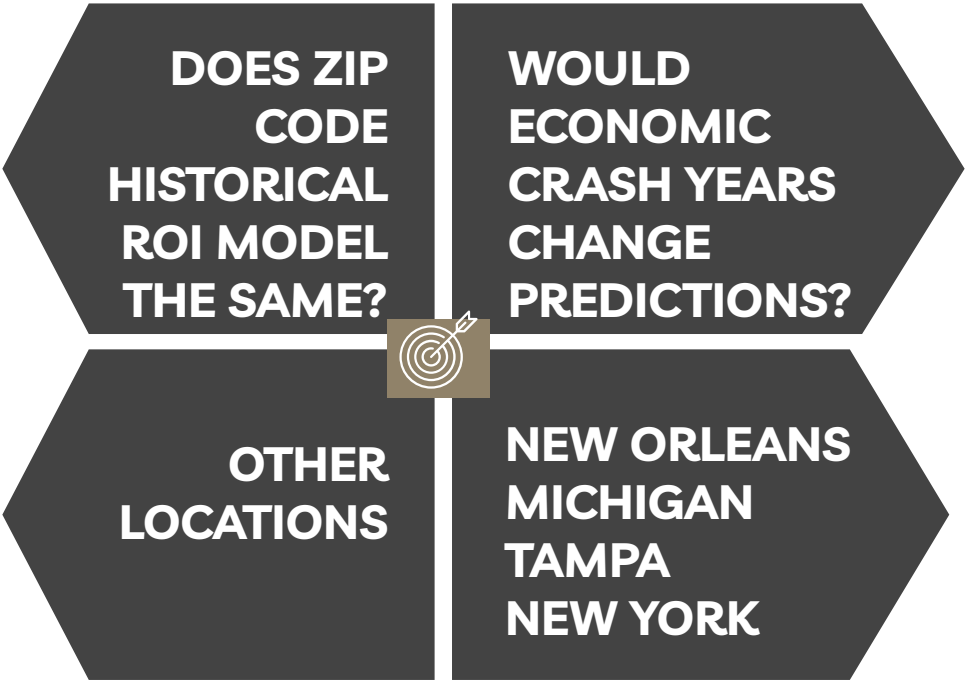 DOES ZIP
CODE
HISTORICAL
ROI MODEL
THE SAME?
WOULD
ECONOMIC
CRASH YEARS
CHANGE
PREDICTIONS?
OTHER
LOCATIONS
NEW ORLEANS
MICHIGAN
TAMPA
NEW YORK